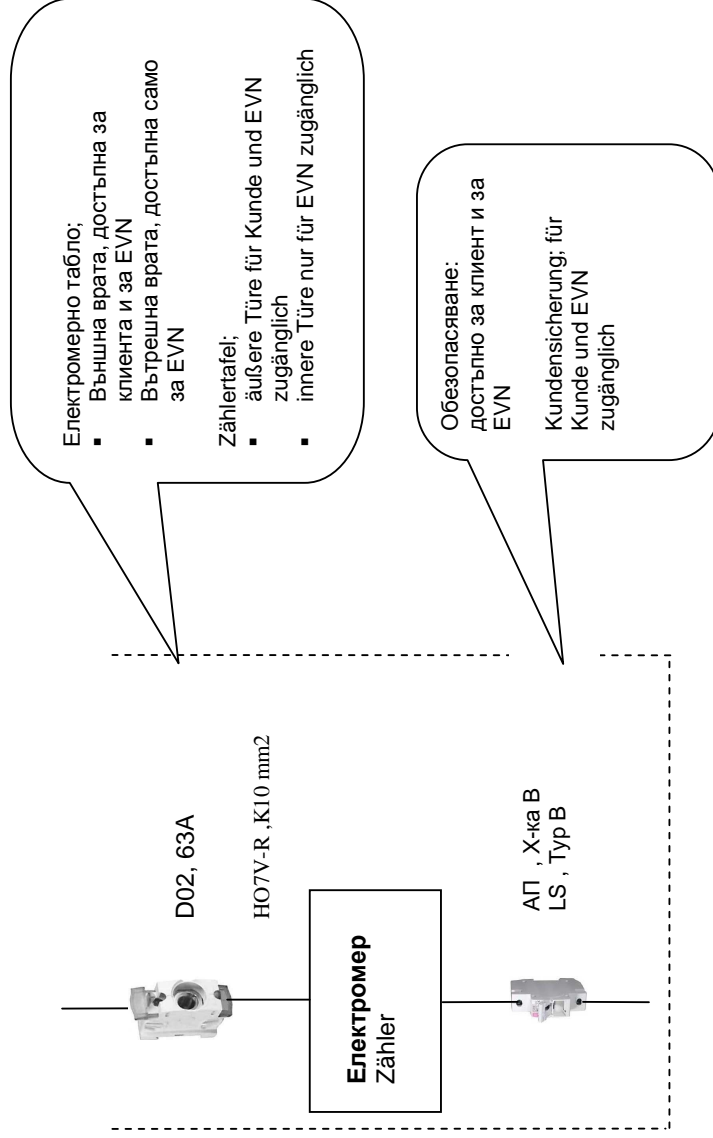 Електромерно табло;
▪ Външна врата, достъпна за
клиента и за EVN
▪ Вътрешна врата, достъпна само
за EVN
Zählertafel;
▪ äußere Türe für Kunde und EVN
zugänglich
▪ innere Türe nur für EVN zugänglich
Обезопасяване:
достъпно за клиент и за
EVN
Kundensicherung; für
Kunde und EVN
zugänglich
D02, 63A
HO7V-R ,K10 mm2
Електромер
Zähler
АП , Х-ка B
LS , Typ B